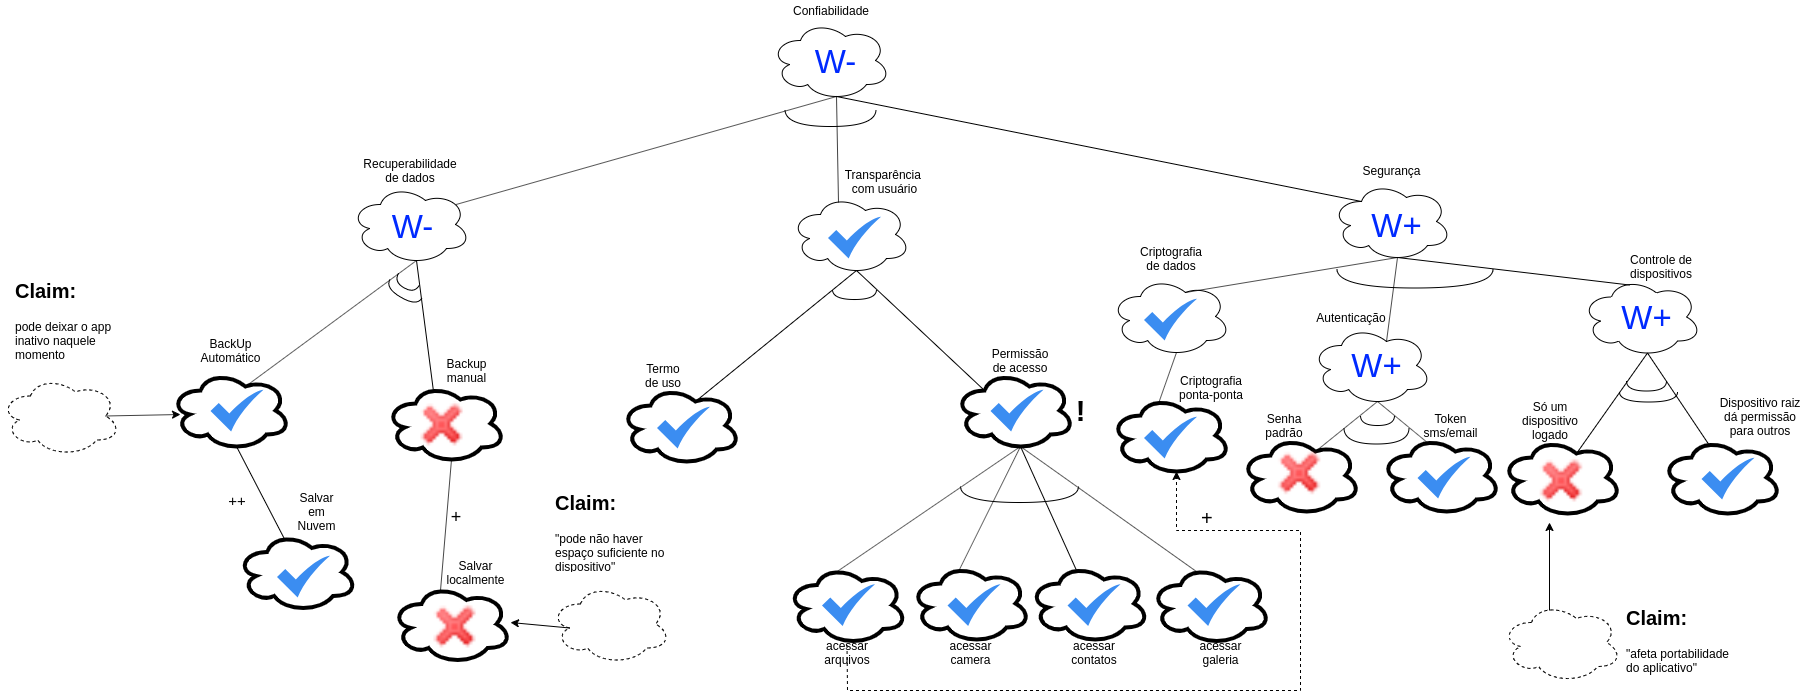 Confiabilidade
W-
Recuperabilidade
de dados
W-
Transparência
com usuário
Segurança
W+
Criptografia
de dados
Controle de
dispositivos
W+
Autenticação
W+
Claim:
pode deixar o app
inativo naquele
momento
BackUp
Automático
Backup
manual
Termo
de uso
Permissão
de acesso
!
Criptografia
ponta-ponta
Senha
padrão
Token
sms/email
Só um
dispositivo
logado
Dispositivo raiz
dá permissão
para outros
++
Salvar
em
Nuvem
+
Salvar
localmente
Claim:
"pode não haver
espaço suficiente no
dispositivo"
+
acessar
arquivos
acessar
camera
acessar
contatos
acessar
galeria
Claim:
"afeta portabilidade
do aplicativo"